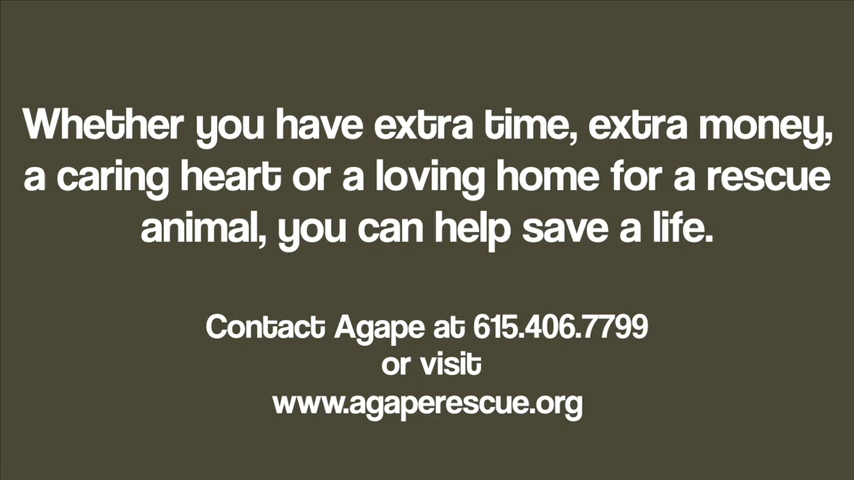 Whether you have extra time, extra money,
a caring heart or a loving home for a rescue
animal, you can help save a life.
Contact Agape at 615.406.7799
or visit
www.agaperescue.org